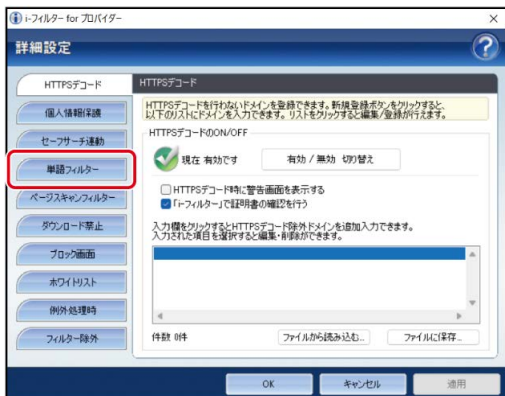 i-フィルター for プロバイダー
詳細設定
?
HTTPSデコード
個人情報保護
セーフサーチ連動
単語フィルター
ページスキャンフィルター
ダウンロード禁止
ブロック画面
ホワイトリスト
例外処理時
フィルター除外
HTTPSデコード
HTTPSデコードを行わないドメインを登録できます。新規登録ボタンをクリックすると、
以下のリストにドメインを入力できます。リストをクリックすると編集/登録が行えます。
HTTPSデコードのON/OFF
現在 有効です
有効 / 無効 切り替え
HTTPSデコード時に警告画面を表示する
「i-フィルター」で証明書の確認を行う
入力欄をクリックするとHTTPSデコード除外ドメインを追加入力できます。
入力された項目を選択すると編集・削除ができます。
件数 0件
ファイルから読み込む...
ファイルに保存...
OK
キャンセル
適用